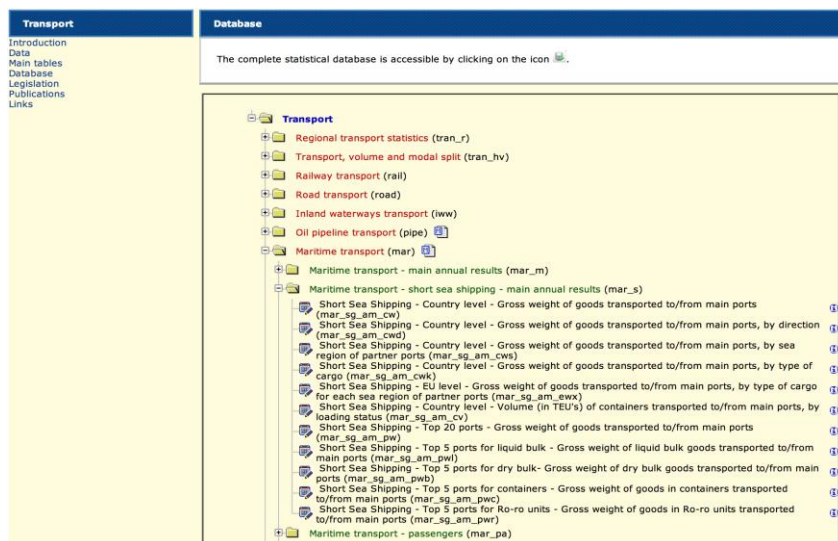 Transport
Introduction
Data
Main tables
Database
Legislation
Publications
Links
Database
The complete statistical database is accessible by clicking on the icon .
Transport
Regional transport statistics (tran_r)
Transport, volume and modal split (tran_hv)
Railway transport (rail)
Road transport (road)
Inland waterways transport (iww)
Oil pipeline transport (pipe)
Maritime transport (mar)
Maritime transport - main annual results (mar_m)
Maritime transport - short sea shipping - main annual results (mar_s)
Short Sea Shipping - Country level - Gross weight of goods transported to/from main ports
(mar_sg_am_cw)
Short Sea Shipping - Country level - Gross weight of goods transported to/from main ports, by direction
(mar_sg_am_cwd)
Short Sea Shipping - Country level - Gross weight of goods transported to/from main ports, by sea
region of partner ports (mar_sg_am_cws)
Short Sea Shipping - Country level - Gross weight of goods transported to/from main ports, by type of
cargo (mar_sg_am_cwk)
Short Sea Shipping - EU level - Gross weight of goods transported to/from main ports, by type of cargo
for each sea region of partner ports (mar_sg_am_ewx)
Short Sea Shipping - Country level - Volume (in TEU's) of containers transported to/from main ports, by
loading status (mar_sg_am_cv)
Short Sea Shipping - Top 20 ports - Gross weight of goods transported to/from main ports
(mar_sg_am_pw)
Short Sea Shipping - Top 5 ports for liquid bulk - Gross weight of liquid bulk goods transported to/from
main ports (mar_sg_am_pwl)
Short Sea Shipping - Top 5 ports for dry bulk- Gross weight of dry bulk goods transported to/from main
ports (mar_sg_am_pwb)
Short Sea Shipping - Top 5 ports for containers - Gross weight of goods in containers transported
to/from main ports (mar_sg_am_pwc)
Short Sea Shipping - Top 5 ports for Ro-ro units - Gross weight of goods in Ro-ro units transported
to/from main ports (mar_sg_am_pwr)
Maritime transport - passengers (mar_pa)